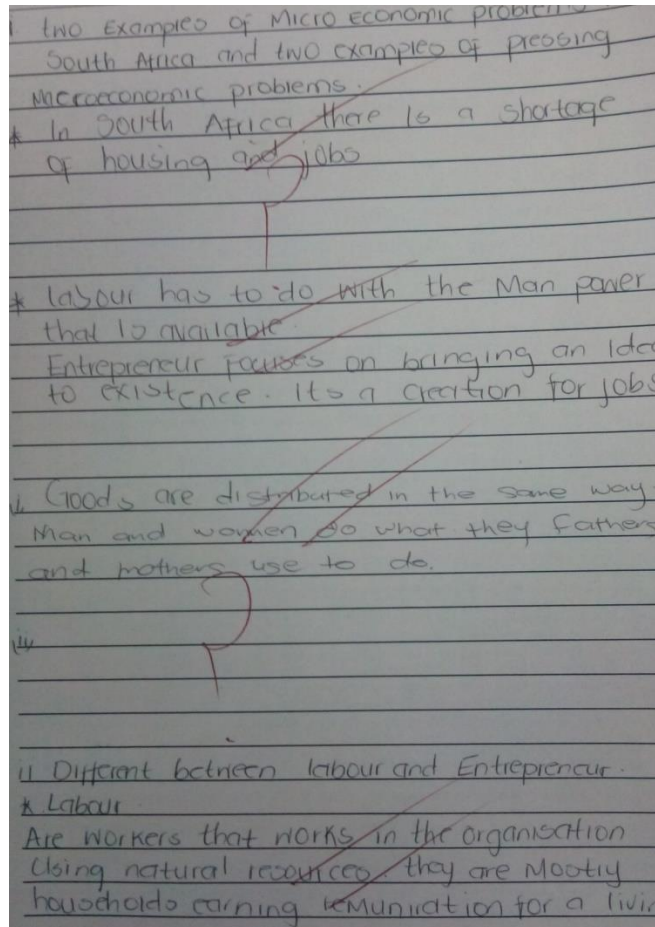 i two Examples of Micro economic problems
South Africa and two examples of pressing
Macroeconomic problems.
* In South Africa there is a shortage
of housing and jobs
* labour has to do with the Man power
that is available.
Entrepreneur Focuses on bringing an Idea
to existence. Its a creation for jobs
Goods are distributed in the same way
Man and women do what they Fathers
and mothers use to do.
iv
ii Different between labour and Entrepreneur.
* Labour
Are workers that works in the organisation
Using natural resources, they are Mostly
households earning remunication for a livin